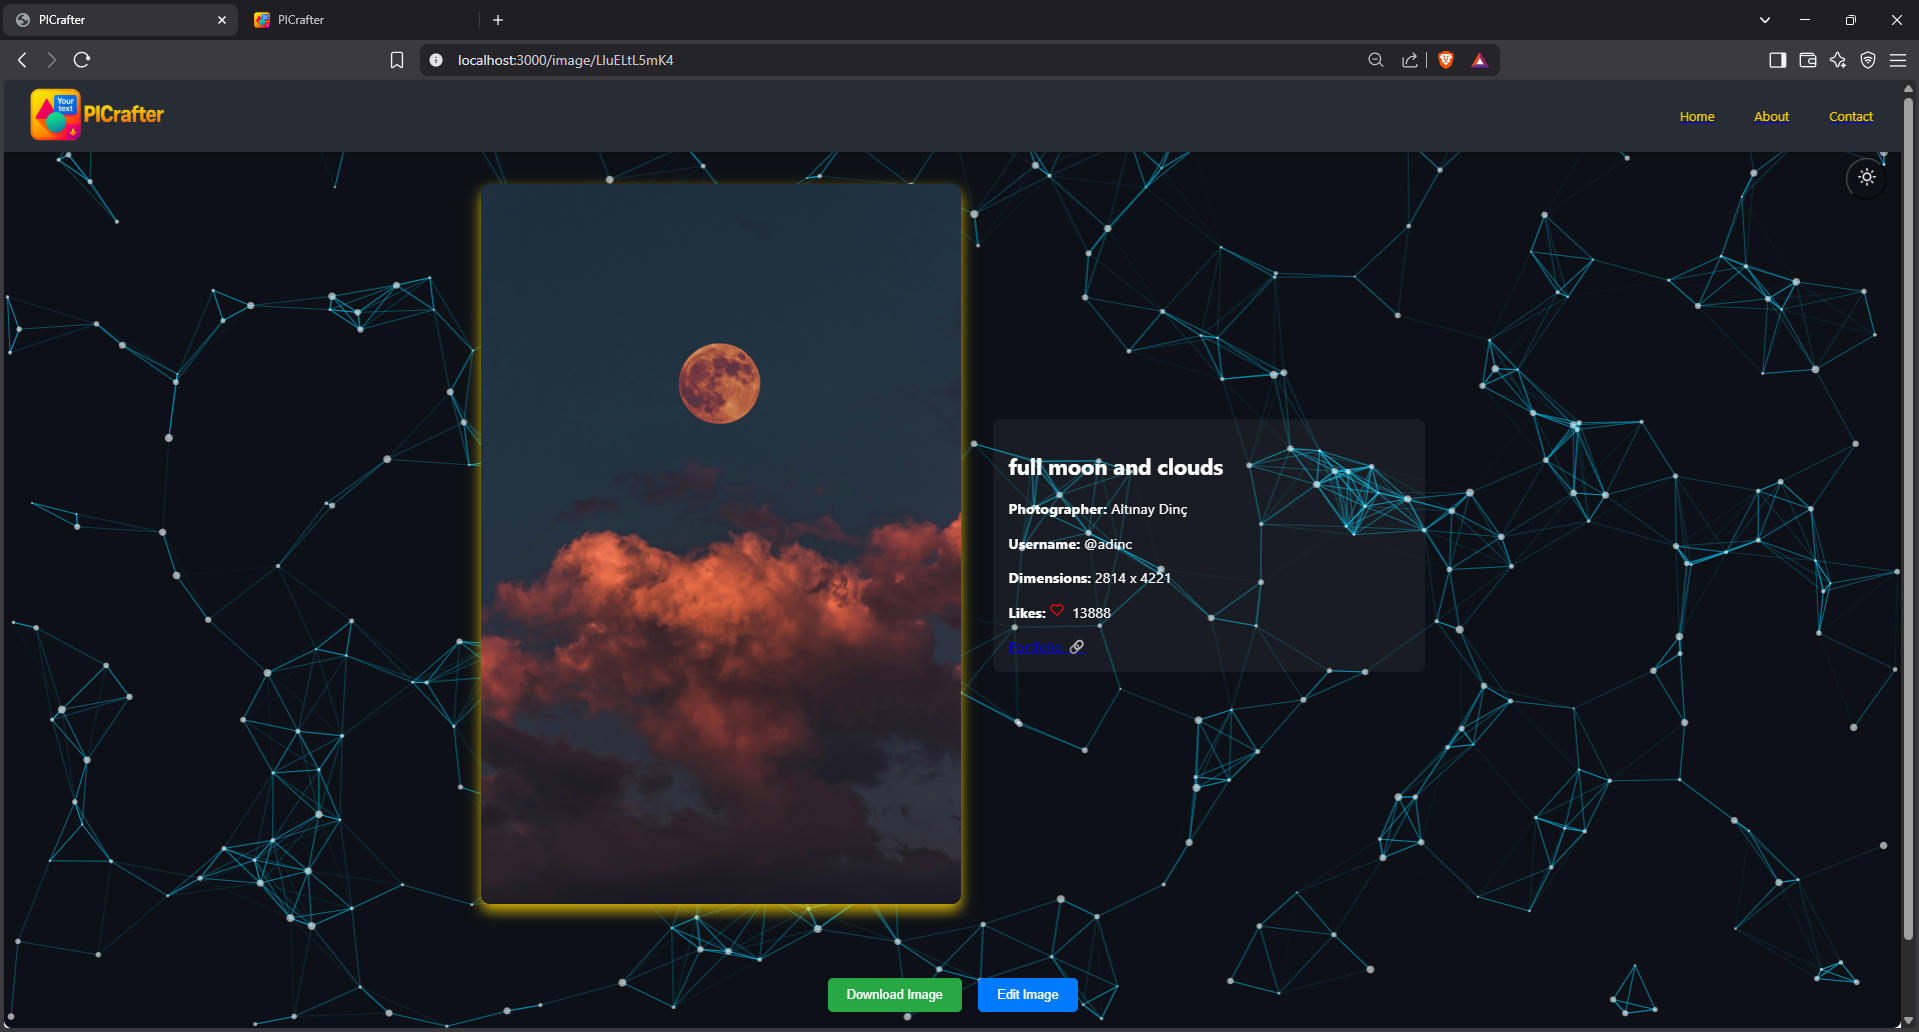 PICrafter
PICrafter
localhost:3000/image/LluELtL5mK4
Your
text
PICrafter
Home
About
Contact
full moon and clouds
Photographer: Altınay Dinç
Username: @adinc
Dimensions: 2814 x 4221
Likes: 13888
Portfolio
Download Image
Edit Image